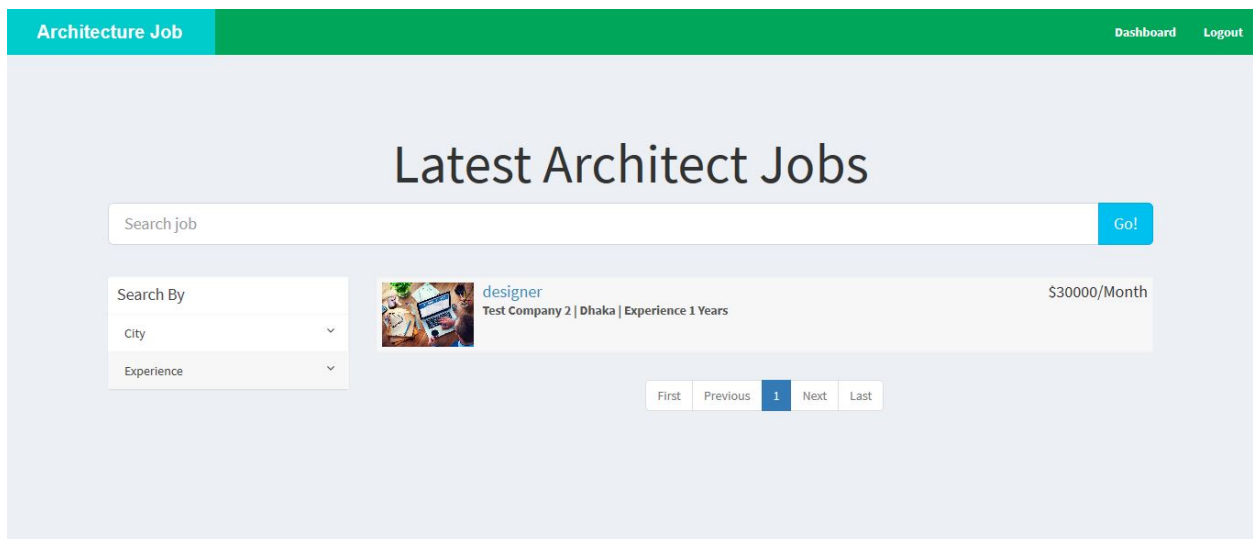 Architecture Job
Dashboard Logout
Latest Architect Jobs
Search job Go!
Search By
City
Experience
designer $30000/Month
Test Company 2 | Dhaka | Experience 1 Years
First Previous 1 Next Last